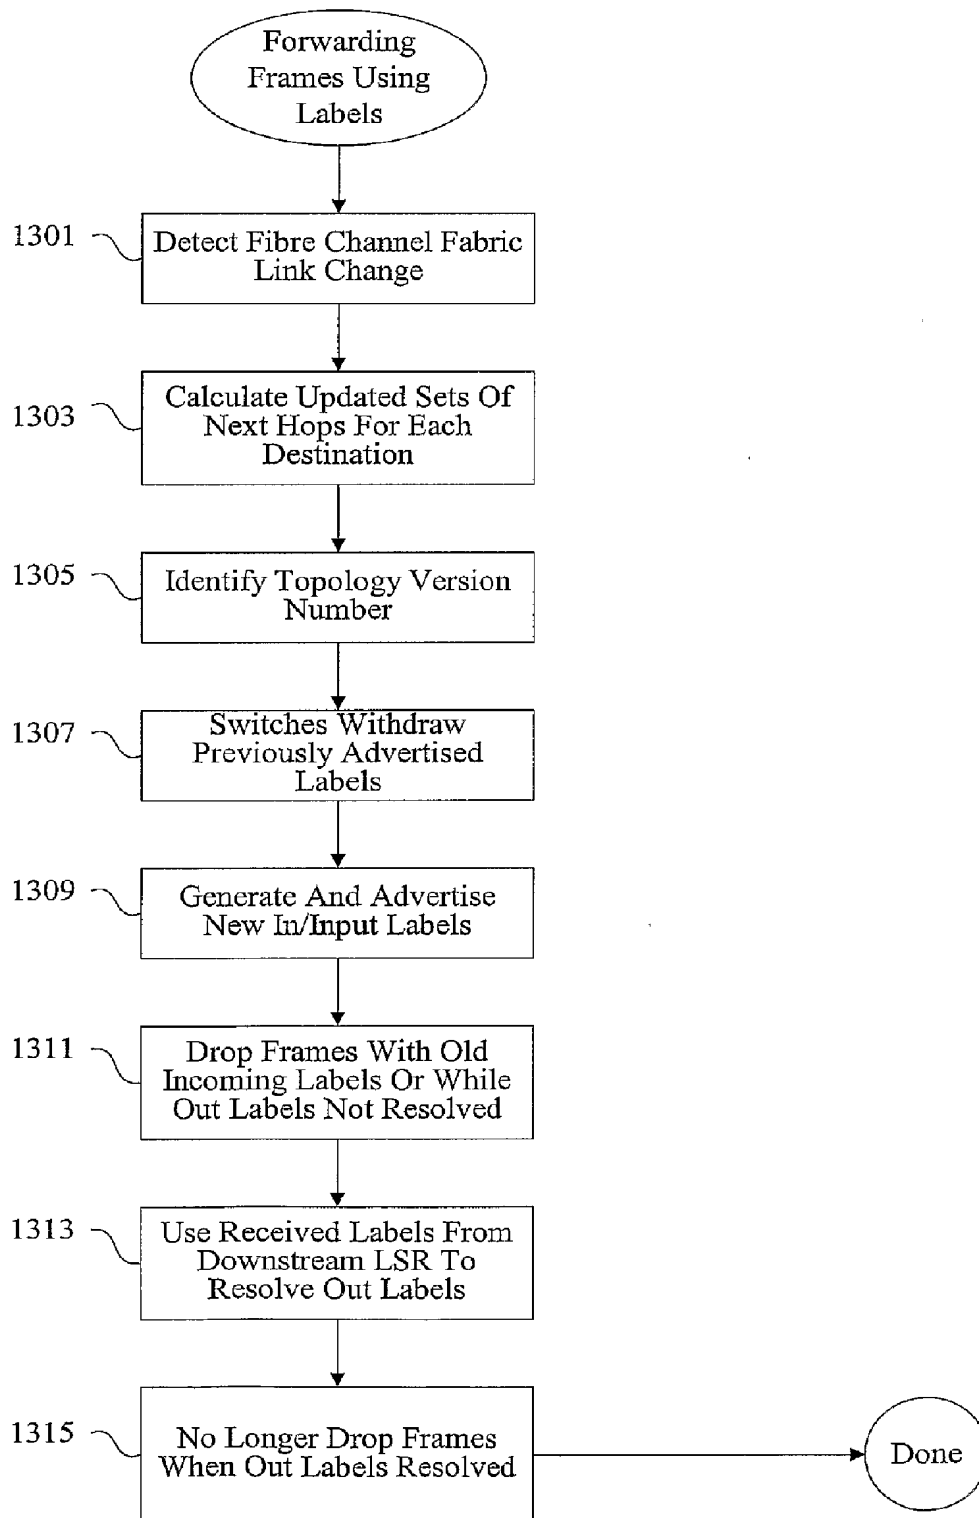 Forwarding
Frames Using
Labels
1301
Detect Fibre Channel Fabric
Link Change
1303
Calculate Updated Sets Of
Next Hops For Each
Destination
1305
Identify Topology Version
Number
1307
Switches Withdraw
Previously Advertised
Labels
1309
Generate And Advertise
New In/Input Labels
1311
Drop Frames With Old
Incoming Labels Or While
Out Labels Not Resolved
1313
Use Received Labels From
Downstream LSR To
Resolve Out Labels
1315
No Longer Drop Frames
When Out Labels Resolved
Done